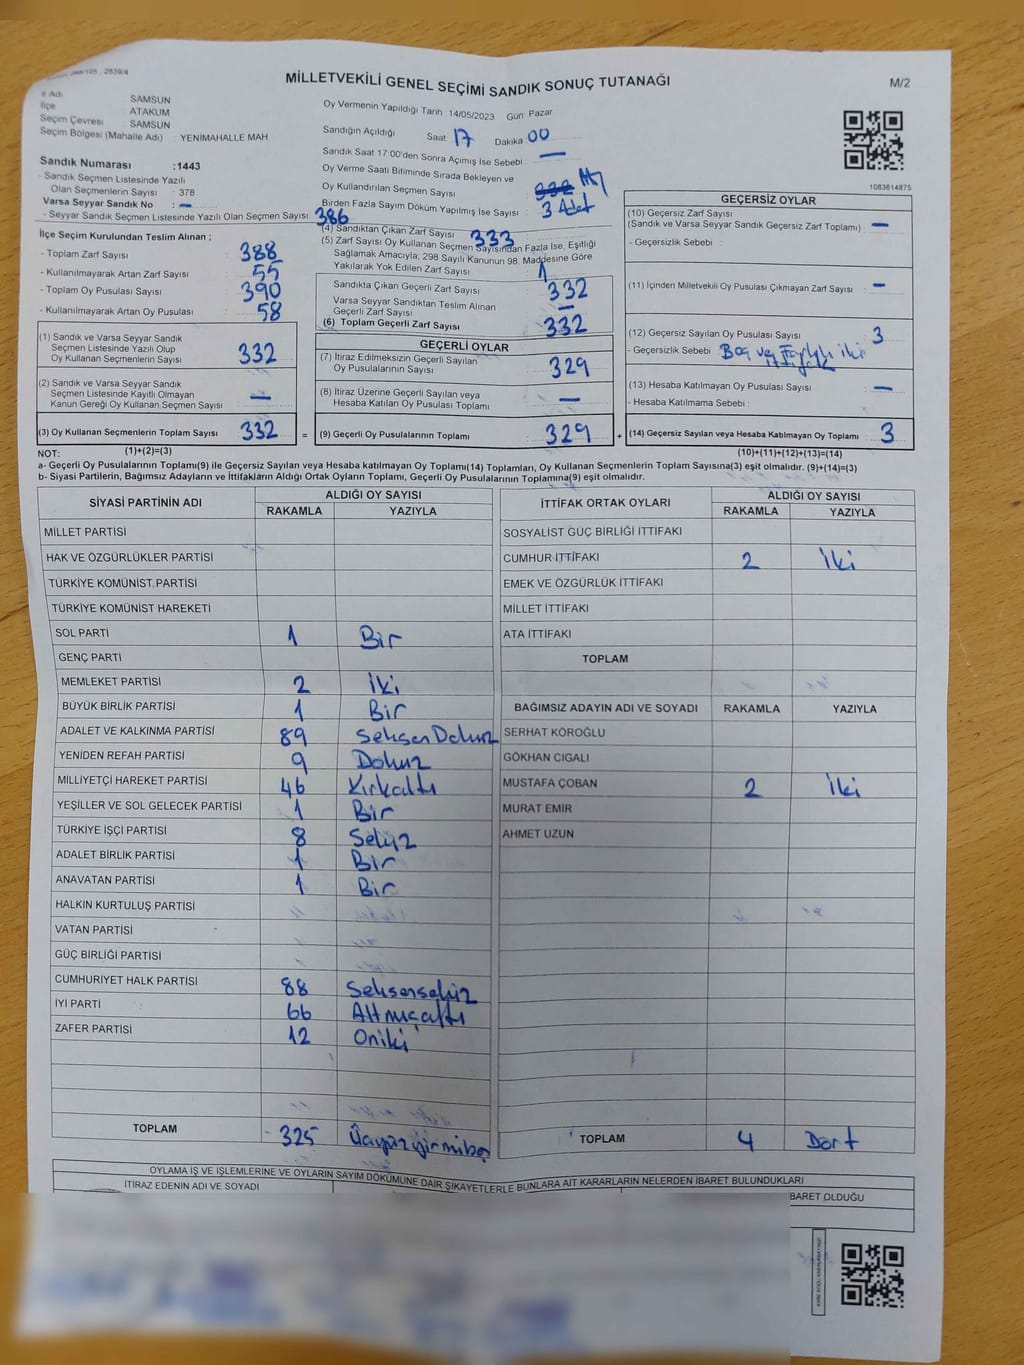 MİLLETVEKİLİ GENEL SEÇİMİ SANDIK SONUÇ TUTANAĞI
M/2
İl Adı SAMSUN
İlçe ATAKUM
Seçim Çevresi SAMSUN
Seçim Bölgesi (Mahalle Adı) : YENİMAHALLE MAH
Sandık Numarası :1443
- Sandık Seçmen Listesinde Yazılı
Olan Seçmenlerin Sayısı : 378
Varsa Seyyar Sandık No : —
- Seyyar Sandık Seçmen Listesinde Yazılı Olan Seçmen Sayısı 386
Oy Vermenin Yapıldığı Tarih 14/05/2023 Gün Pazar
Sandığın Açıldığı Saat 17 Dakika 00
Sandık Saat 17:00'den Sonra Açımış İse Sebebi —
Oy Verme Saati Bitiminde Sırada Bekleyen ve
Oy Kullandırılan Seçmen Sayısı
Birden Fazla Sayım Döküm Yapılmış İse Sayısı 3 Adet
1083614875
İlçe Seçim Kurulundan Teslim Alınan :
- Toplam Zarf Sayısı : 388
- Kullanılmayarak Artan Zarf Sayısı : 55
- Toplam Oy Pusulası Sayısı : 390
- Kullanılmayarak Artan Oy Pusulası : 58
(1) Sandık ve Varsa Seyyar Sandık
Seçmen Listesinde Yazılı Olup
Oy Kullanan Seçmenlerin Sayısı : 332
(2) Sandık ve Varsa Seyyar Sandık
Seçmen Listesinde Kayıtlı Olmayan
Kanun Gereği Oy Kullanan Seçmen Sayısı : —
(3) Oy Kullanan Seçmenlerin Toplam Sayısı 332
(4) Sandıktan Çıkan Zarf Sayısı : 333
(5) Zarf Sayısı Oy Kullanan Seçmen Sayısından Fazla İse, Eşitliği
Sağlamak Amacıyla, 298 Sayılı Kanunun 98. Maddesine Göre
Yakılarak Yok Edilen Zarf Sayısı : 1
Sandıkta Çıkan Geçerli Zarf Sayısı : 332
Varsa Seyyar Sandıktan Teslim Alınan
Geçerli Zarf Sayısı : —
(6) Toplam Geçerli Zarf Sayısı : 332
GEÇERLİ OYLAR
(7) İtiraz Edilmeksizin Geçerli Sayılan
Oy Pusulalarının Sayısı : 329
(8) İtiraz Üzerine Geçerli Sayılan veya
Hesaba Katılan Oy Pusulası Toplamı : —
= (9) Geçerli Oy Pusulalarının Toplamı : 329
GEÇERSİZ OYLAR
(10) Geçersiz Zarf Sayısı
(Sandık ve Varsa Seyyar Sandık Geçersiz Zarf Toplamı) : —
- Geçersizlik Sebebi :
(11) İçinden Milletvekili Oy Pusulası Çıkmayan Zarf Sayısı : —
(12) Geçersiz Sayılan Oy Pusulası Sayısı : 3
- Geçersizlik Sebebi : Boş ve
(13) Hesaba Katılmayan Oy Pusulası Sayısı : —
- Hesaba Katılmama Sebebi :
+ (14) Geçersiz Sayılan veya Hesaba Katılmayan Oy Toplamı : 3
NOT: (1)+(2)=(3) (10)+(11)+(12)+(13)=(14)
a- Geçerli Oy Pusulalarının Toplamı(9) ile Geçersiz Sayılan veya Hesaba katılmayan Oy Toplamı(14) Toplamları, Oy Kullanan Seçmenlerin Toplam Sayısına(3) eşit olmalıdır. (9)+(14)=(3)
b- Siyasi Partilerin, Bağımsız Adayların ve İttifakların Aldığı Ortak Oyların Toplamı, Geçerli Oy Pusulalarının Toplamına(9) eşit olmalıdır.
SİYASİ PARTİNİN ADI ALDIĞI OY SAYISI
RAKAMLA YAZIYLA
MİLLET PARTİSİ
HAK VE ÖZGÜRLÜKLER PARTİSİ
TÜRKİYE KOMÜNİST PARTİSİ
TÜRKİYE KOMÜNİST HAREKETİ
SOL PARTİ 1 Bir
GENÇ PARTİ
MEMLEKET PARTİSİ 2 İki
BÜYÜK BİRLİK PARTİSİ 1 Bir
ADALET VE KALKINMA PARTİSİ 89 Seksen Dokuz
YENİDEN REFAH PARTİSİ 9 Dokuz
MİLLİYETÇİ HAREKET PARTİSİ 46 Kırkaltı
YEŞİLLER VE SOL GELECEK PARTİSİ 1 Bir
TÜRKİYE İŞÇİ PARTİSİ 8 Sekiz
ADALET BİRLİK PARTİSİ 1 Bir
ANAVATAN PARTİSİ 1 Bir
HALKIN KURTULUŞ PARTİSİ
VATAN PARTİSİ
GÜÇ BİRLİĞİ PARTİSİ
CUMHURİYET HALK PARTİSİ 88 Seksensekiz
İYİ PARTİ 66 Altmışaltı
ZAFER PARTİSİ 12 Oniki
TOPLAM 325 Üçyüzyirmibeş
İTTİFAK ORTAK OYLARI ALDIĞI OY SAYISI
RAKAMLA YAZIYLA
SOSYALİST GÜÇ BİRLİĞİ İTTİFAKI
CUMHUR İTTİFAKI 2 İki
EMEK VE ÖZGÜRLÜK İTTİFAKI
MİLLET İTTİFAKI
ATA İTTİFAKI
TOPLAM
BAĞIMSIZ ADAYIN ADI VE SOYADI RAKAMLA YAZIYLA
SERHAT KÖROĞLU
GÖKHAN CIGALI
MUSTAFA ÇOBAN 2 İki
MURAT EMİR
AHMET UZUN
TOPLAM 4 Dört
OYLAMA İŞ VE İŞLEMLERİNE VE OYLARIN SAYIM DÖKÜMÜNE DAİR ŞİKAYETLERLE BUNLARA AİT KARARLARIN NELERDEN İBARET BULUNDUKLARI
İTİRAZ EDENİN ADI VE SOYADI
İBARET OLDUĞU